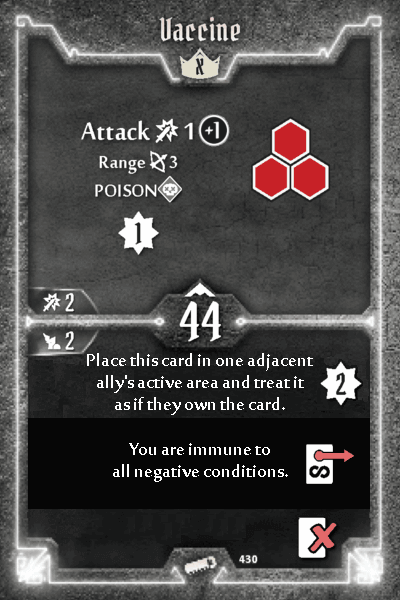 Vaccine
X
Attack 1 +1
Range 3
POISON
1
2
44
2
Place this card in one adjacent
ally's active area and treat it
as if they own the card.
2
You are immune to
all negative conditions.
S
430